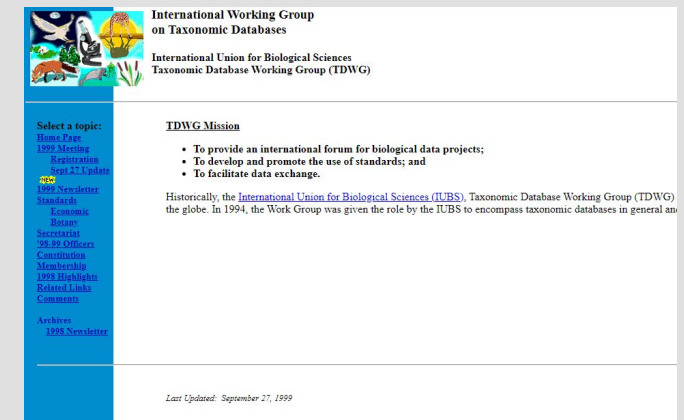 International Working Group
on Taxonomic Databases
International Union for Biological Sciences
Taxonomic Database Working Group (TDWG)
Select a topic:
Home Page
1999 Meeting
Registration
Sept 27 Update
NEW
1999 Newsletter
Standards
Economic
Botany
Secretariat
'98-99 Officers
Constitution
Membership
1998 Highlights
Related Links
Comments
Archives
1998 Newsletter
TDWG Mission
• To provide an international forum for biological data projects;
• To develop and promote the use of standards; and
• To facilitate data exchange.
Historically, the International Union for Biological Sciences (IUBS), Taxonomic Database Working Group (TDWG)
the globe. In 1994, the Work Group was given the role by the IUBS to encompass taxonomic databases in general an
Last Updated: September 27, 1999